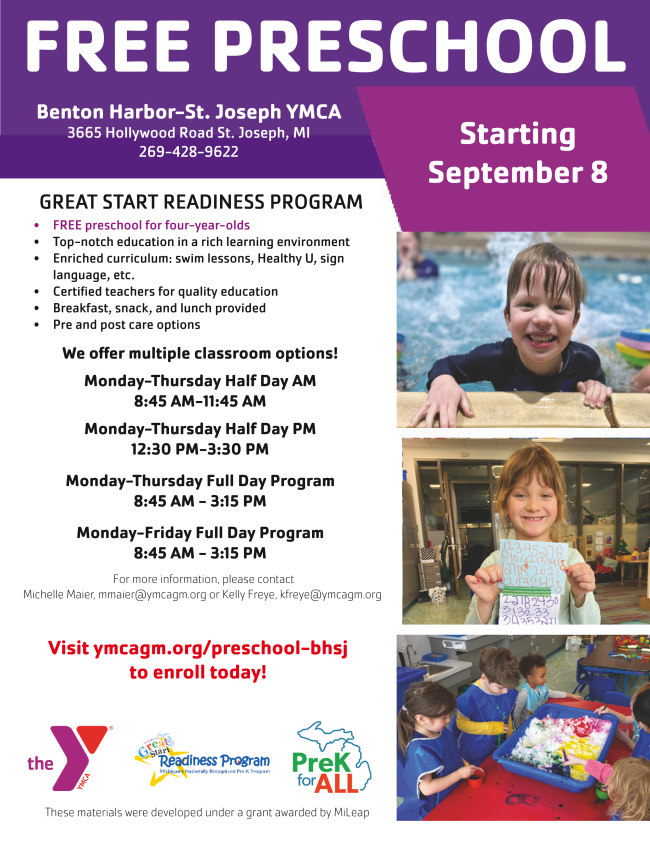 FREE PRESCHOOL
Benton Harbor-St. Joseph YMCA
3665 Hollywood Road St. Joseph, MI
269-428-9622
Starting
September 8
GREAT START READINESS PROGRAM
• FREE preschool for four-year-olds
• Top-notch education in a rich learning environment
• Enriched curriculum: swim lessons, Healthy U, sign
language, etc.
• Certified teachers for quality education
• Breakfast, snack, and lunch provided
• Pre and post care options
We offer multiple classroom options!
Monday-Thursday Half Day AM
8:45 AM-11:45 AM
Monday-Thursday Half Day PM
12:30 PM-3:30 PM
Monday-Thursday Full Day Program
8:45 AM - 3:15 PM
Monday-Friday Full Day Program
8:45 AM - 3:15 PM
For more information, please contact
Michelle Maier, mmaier@ymcagm.org or Kelly Freye, kfreye@ymcagm.org
Visit ymcagm.org/preschool-bhsj
to enroll today!
the Y
YMCA
Great
Start
Readiness Program
Michigan's Nationally Recognized Pre-K Program
PreK
for ALL
These materials were developed under a grant awarded by MiLeap